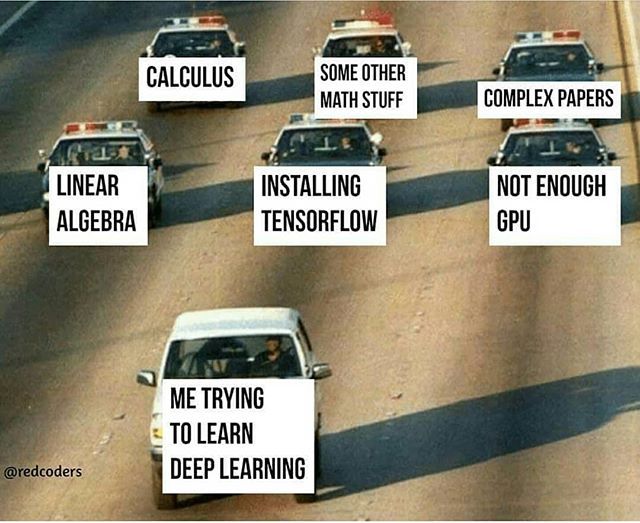 CALCULUS
SOME OTHER
MATH STUFF
COMPLEX PAPERS
LINEAR
ALGEBRA
INSTALLING
TENSORFLOW
NOT ENOUGH
GPU
ME TRYING
TO LEARN
DEEP LEARNING
@redcoders